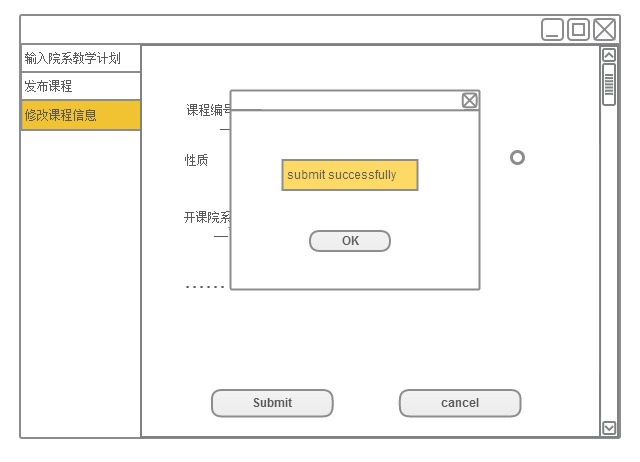 输入院系教学计划
发布课程
修改课程信息
课程编号
性质
submit successfully
开课院系
OK
......
Submit
cancel